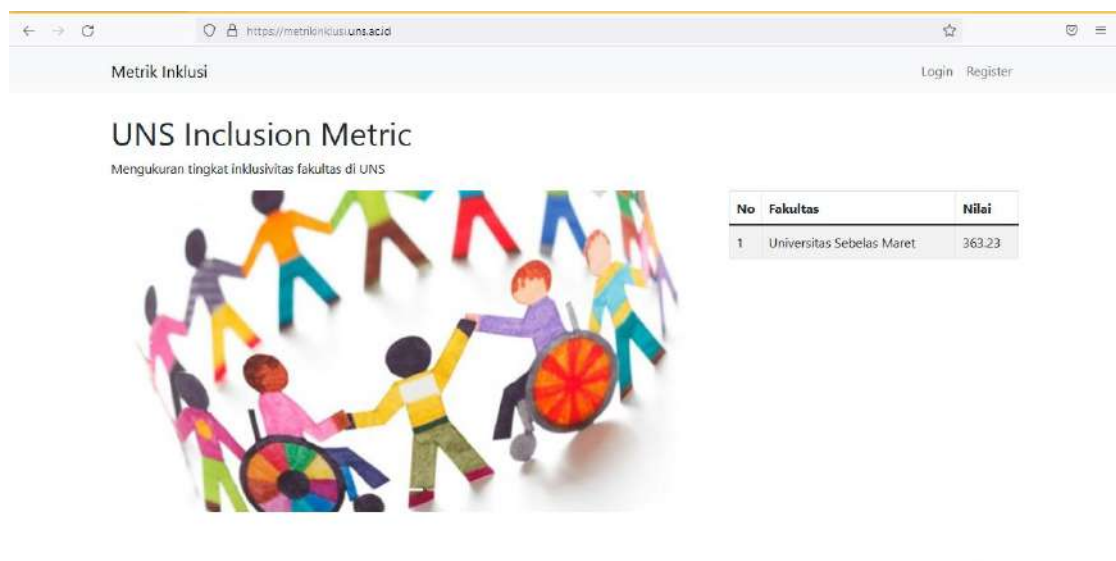 https://metrikinklusi.uns.ac.id
Metrik Inklusi
Login Register
UNS Inclusion Metric
Mengukuran tingkat inklusivitas fakultas di UNS
No Fakultas Nilai
1 Universitas Sebelas Maret 363.23